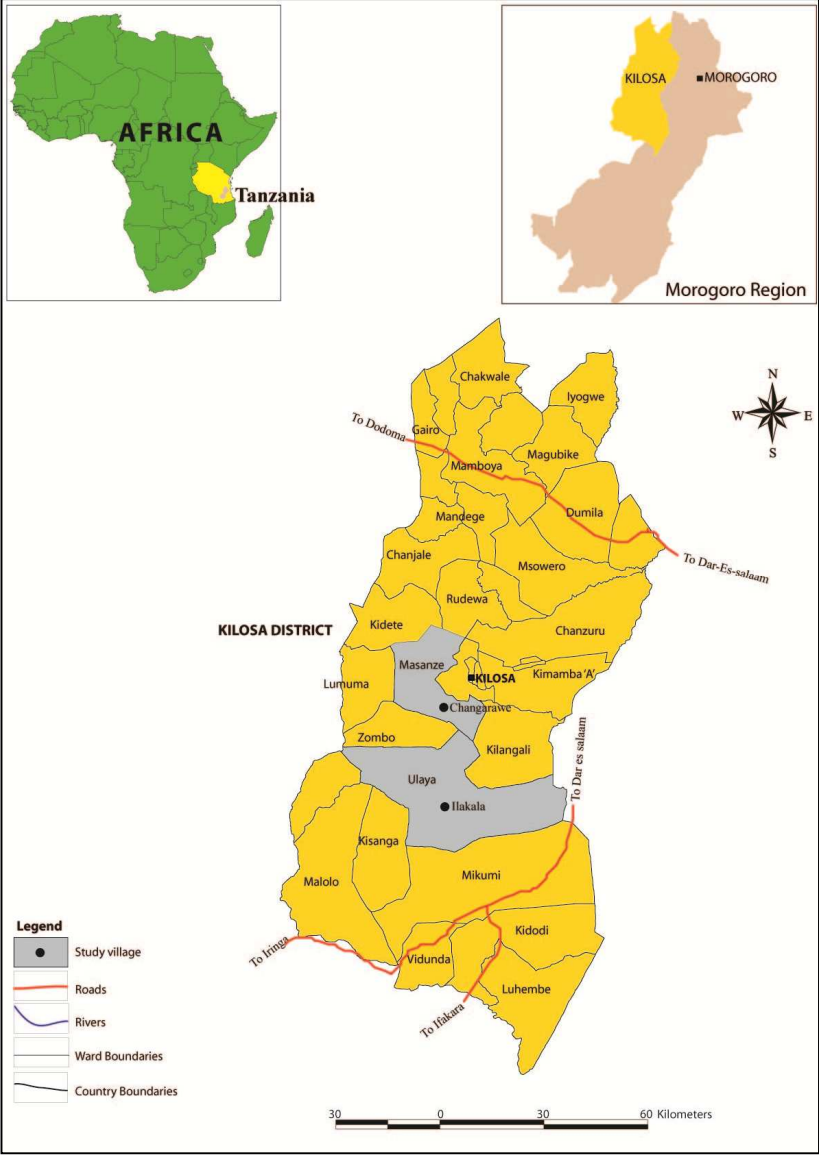 AFRICA
Tanzania
KILOSA
MOROGORO
Morogoro Region
N
W
E
S
Chakwale
Iyogwe
To Dodoma
Gairo
Magubike
Mamboya
Dumila
Mandege
To Dar-Es-salaam
Chanjale
Msowero
Rudewa
Kidete
Chanzuru
KILOSA DISTRICT
Masanze
Kimamba 'A'
KILOSA
Lumuma
Changarawe
Zombo
Kilangali
To Dar es salaam
Ulaya
Ilakala
Kisanga
Mikumi
Malolo
Kidodi
To Iringa
Vidunda
Luhembe
To Ifakara
Legend
Study village
Roads
Rivers
Ward Boundaries
Country Boundaries
30 0 30 60 Kilometers